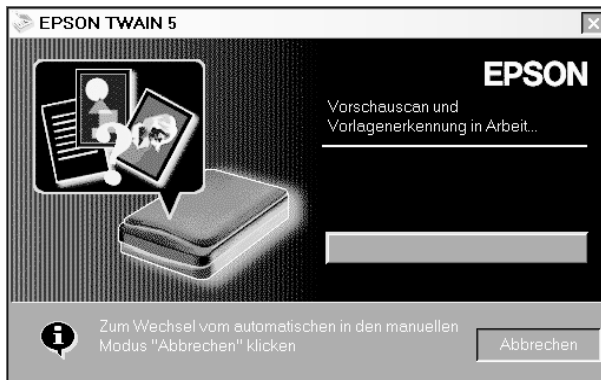 EPSON TWAIN 5
EPSON
Vorschauscan und
Vorlagenerkennung in Arbeit...
Zum Wechsel vom automatischen in den manuellen
Modus "Abbrechen" klicken
Abbrechen